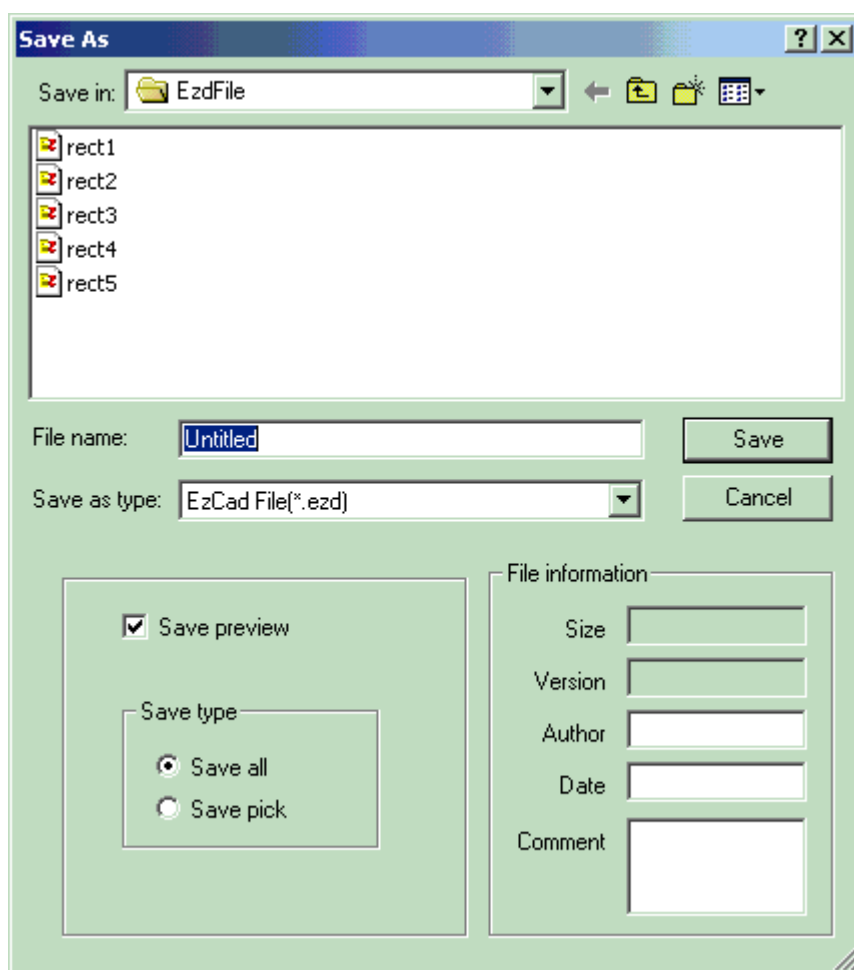 Save As
Save in: EzdFile
rect1
rect2
rect3
rect4
rect5
File name: Untitled Save
Save as type: EzCad File(*.ezd) Cancel
Save preview
Save type
Save all
Save pick
File information
Size
Version
Author
Date
Comment